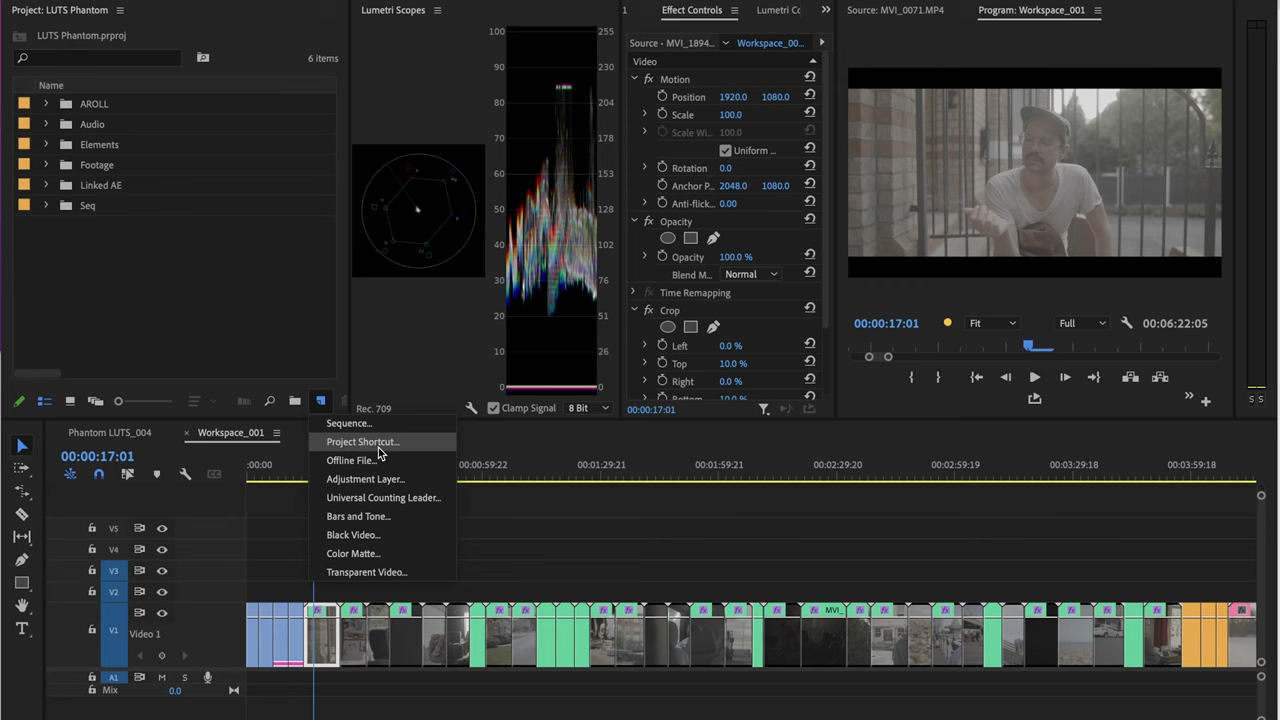 Project: LUTS Phantom
LUTS Phantom.prproj
6 items
Name
AROLL
Audio
Elements
Footage
Linked AE
Seq
Lumetri Scopes
100 255
90 230
80 204
70 178
60 153
50 128
40 102
30 76
20 51
10 26
0 0
Rec. 709
Clamp Signal
8 Bit
1
Effect Controls
Lumetri Co
Source • MVI_1894...
Workspace_00...
Video
fx Motion
Position 1920.0 1080.0
Scale 100.0
Scale Wi... 100.0
Uniform ...
Rotation 0.0
Anchor P... 2048.0 1080.0
Anti-flick... 0.00
fx Opacity
Opacity 100.0 %
Blend M... Normal
fx Time Remapping
fx Crop
Left 0.0 %
Top 10.0 %
Right 0.0 %
Bottom 10.0 %
00:00:17:01
Source: MVI_0071.MP4
Program: Workspace_001
00:00:17:01
Fit
Full
00:06:22:05
S S
Sequence...
Project Shortcut...
Offline File...
Adjustment Layer...
Universal Counting Leader...
Bars and Tone...
Black Video...
Color Matte...
Transparent Video...
Phantom LUTS_004
× Workspace_001
00:00:17:01
:00:00
00:00:59:22
00:01:29:21
00:01:59:21
00:02:29:20
00:02:59:19
00:03:59:18
V5
V4
V3
V2
V1 Video 1
MVI
A1 M S
Mix 0.0